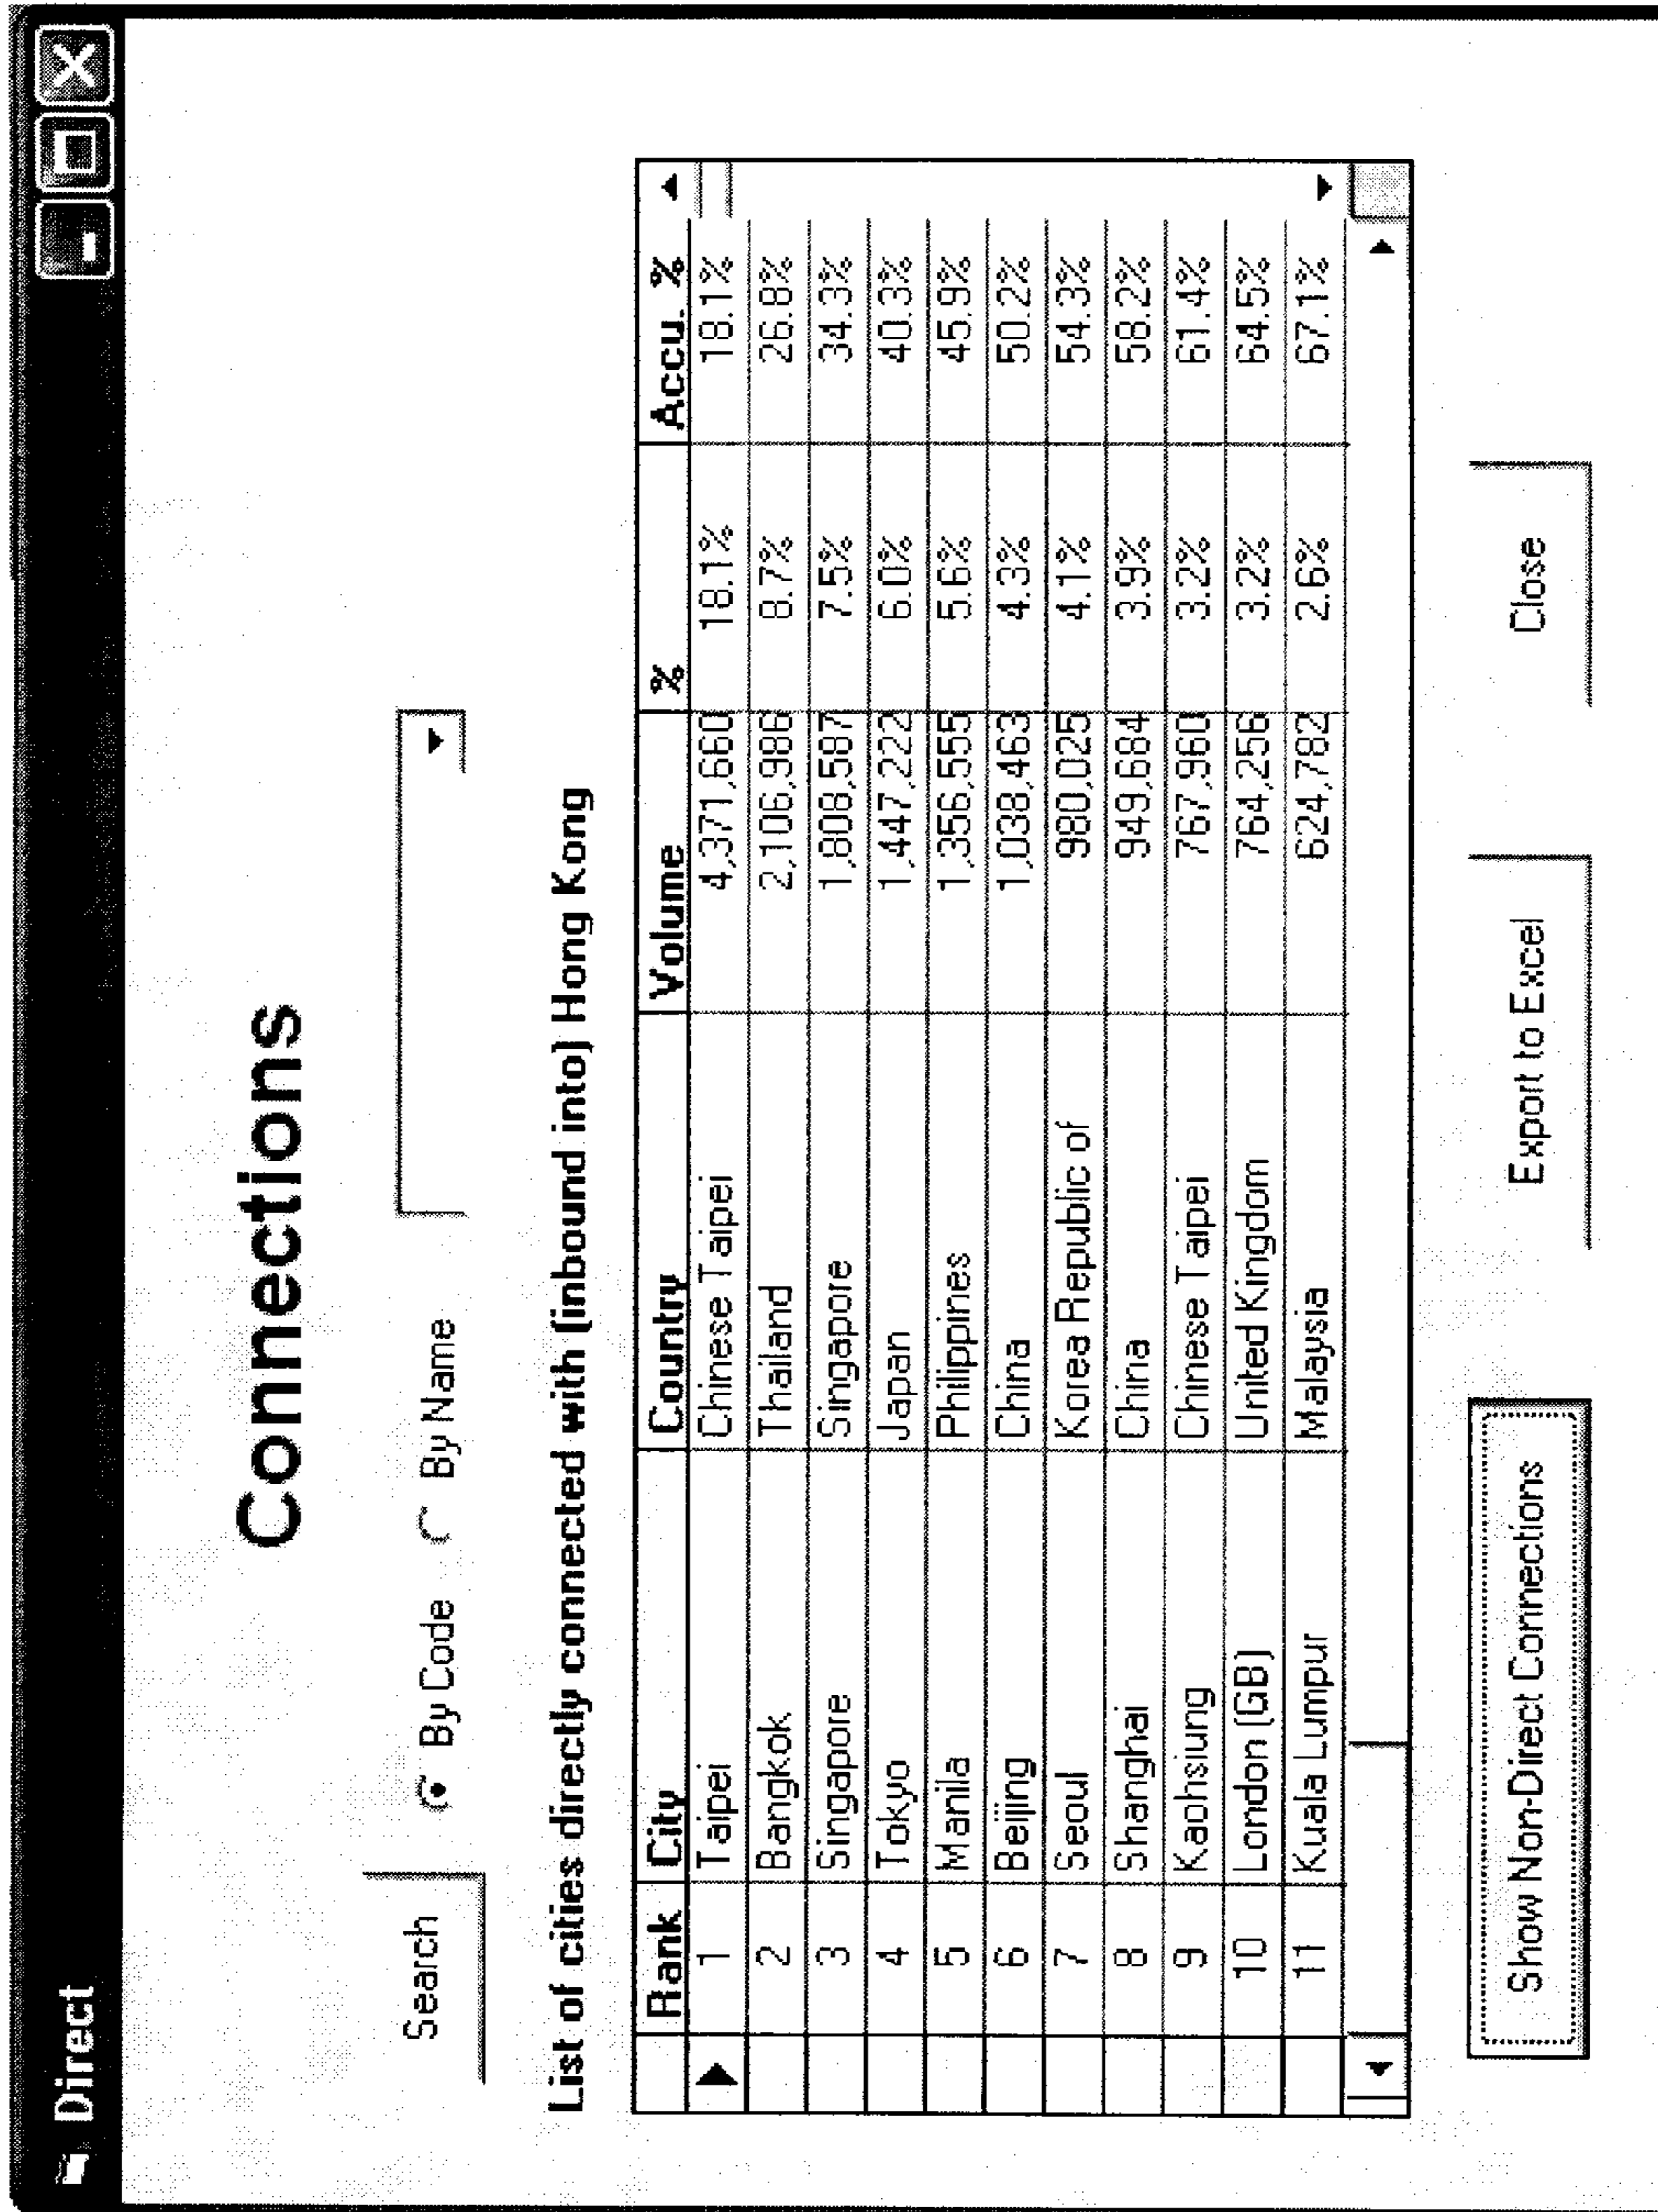 Direct
Connections
Search By Code By Name
List of cities directly connected with (inbound into) Hong Kong
Rank City Country Volume % Accu. %
1 Taipei Chinese Taipei 4,371,660 18.1% 18.1%
2 Bangkok Thailand 2,106,986 8.7% 26.8%
3 Singapore Singapore 1,808,587 7.5% 34.3%
4 Tokyo Japan 1,447,222 6.0% 40.3%
5 Manila Philippines 1,356,555 5.6% 45.9%
6 Beijing China 1,038,463 4.3% 50.2%
7 Seoul Korea Republic of 980,025 4.1% 54.3%
8 Shanghai China 949,684 3.9% 58.2%
9 Kaohsiung Chinese Taipei 767,960 3.2% 61.4%
10 London (GB) United Kingdom 764,256 3.2% 64.5%
11 Kuala Lumpur Malaysia 624,782 2.6% 67.1%
Show Non-Direct Connections Export to Excel Close